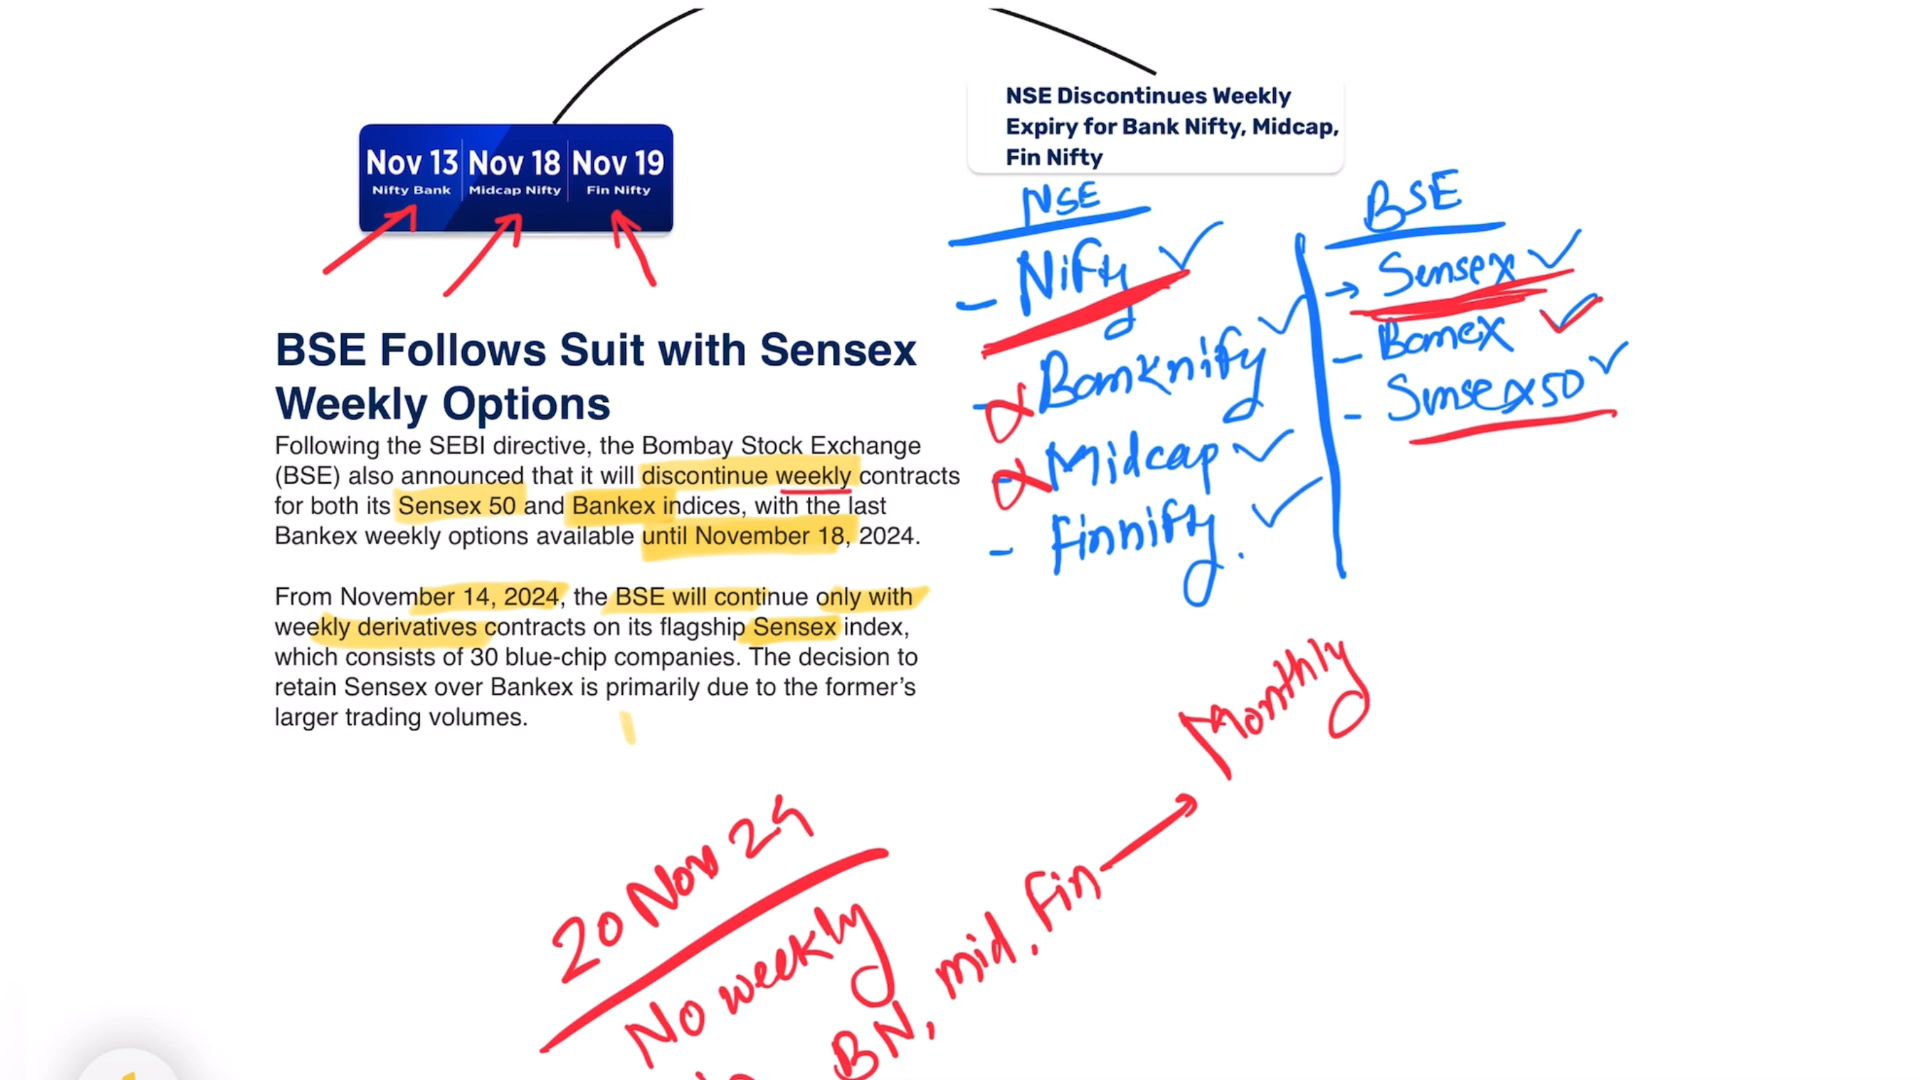 Nov 13 Nov 18 Nov 19
Nifty Bank Midcap Nifty Fin Nifty
NSE Discontinues Weekly
Expiry for Bank Nifty, Midcap,
Fin Nifty
NSE
- Nifty
- Banknifty
- Midcap
- Finnifty.
BSE
→ Sensex
- Banex
- Sensex50
BSE Follows Suit with Sensex
Weekly Options
Following the SEBI directive, the Bombay Stock Exchange
(BSE) also announced that it will discontinue weekly contracts
for both its Sensex 50 and Bankex indices, with the last
Bankex weekly options available until November 18, 2024.
From November 14, 2024, the BSE will continue only with
weekly derivatives contracts on its flagship Sensex index,
which consists of 30 blue-chip companies. The decision to
retain Sensex over Bankex is primarily due to the former’s
larger trading volumes.
20 Nov 24
No weekly
BN, mid. Fin → Monthly